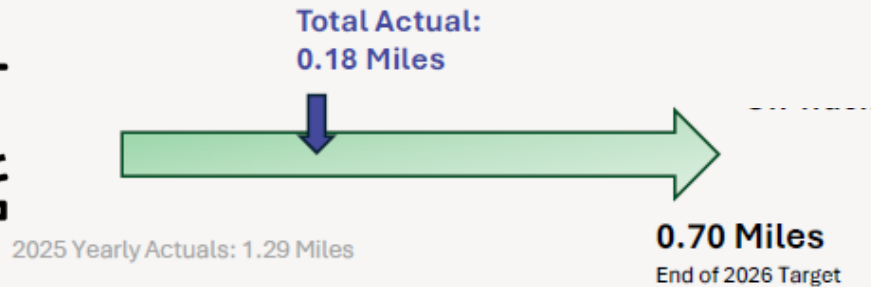 Total Actual:
0.18 Miles
2025 Yearly Actuals: 1.29 Miles
0.70 Miles
End of 2026 Target